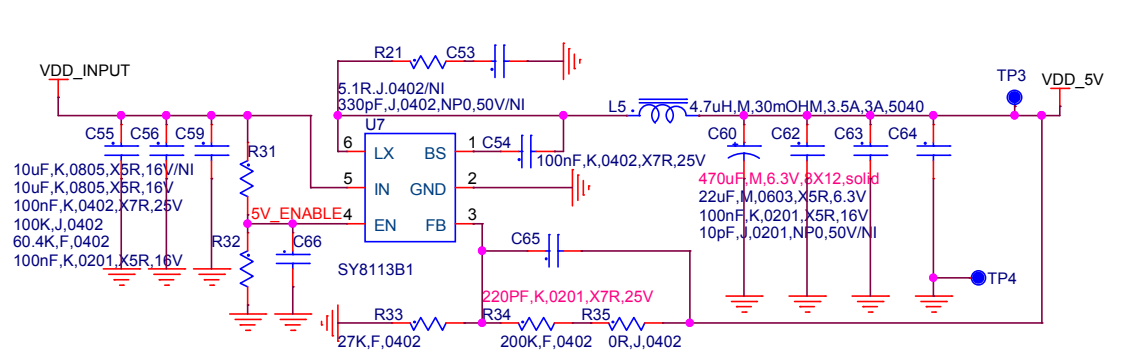 VDD_INPUT
R21
C53
5.1R.J.0402/NI
330pF,J,0402,NP0,50V/NI
TP3
VDD_5V
L5
4.7uH,M,30mOHM,3.5A,3A,5040
C55
C56
C59
R31
10uF,K,0805,X5R,16V/NI
10uF,K,0805,X5R,16V
100nF,K,0402,X7R,25V
100K,J,0402
60.4K,F,0402
100nF,K,0201,X5R,16V
U7
6 LX BS 1
5 IN GND 2
4 EN FB 3
SY8113B1
C54
100nF,K,0402,X7R,25V
5V_ENABLE
R32
C66
C60
C62
C63
C64
470uF,M,6.3V,8X12,solid
22uF,M,0603,X5R,6.3V
100nF,K,0201,X5R,16V
10pF,J,0201,NP0,50V/NI
C65
220PF,K,0201,X7R,25V
TP4
R33
27K,F,0402
R34
200K,F,0402
R35
0R,J,0402